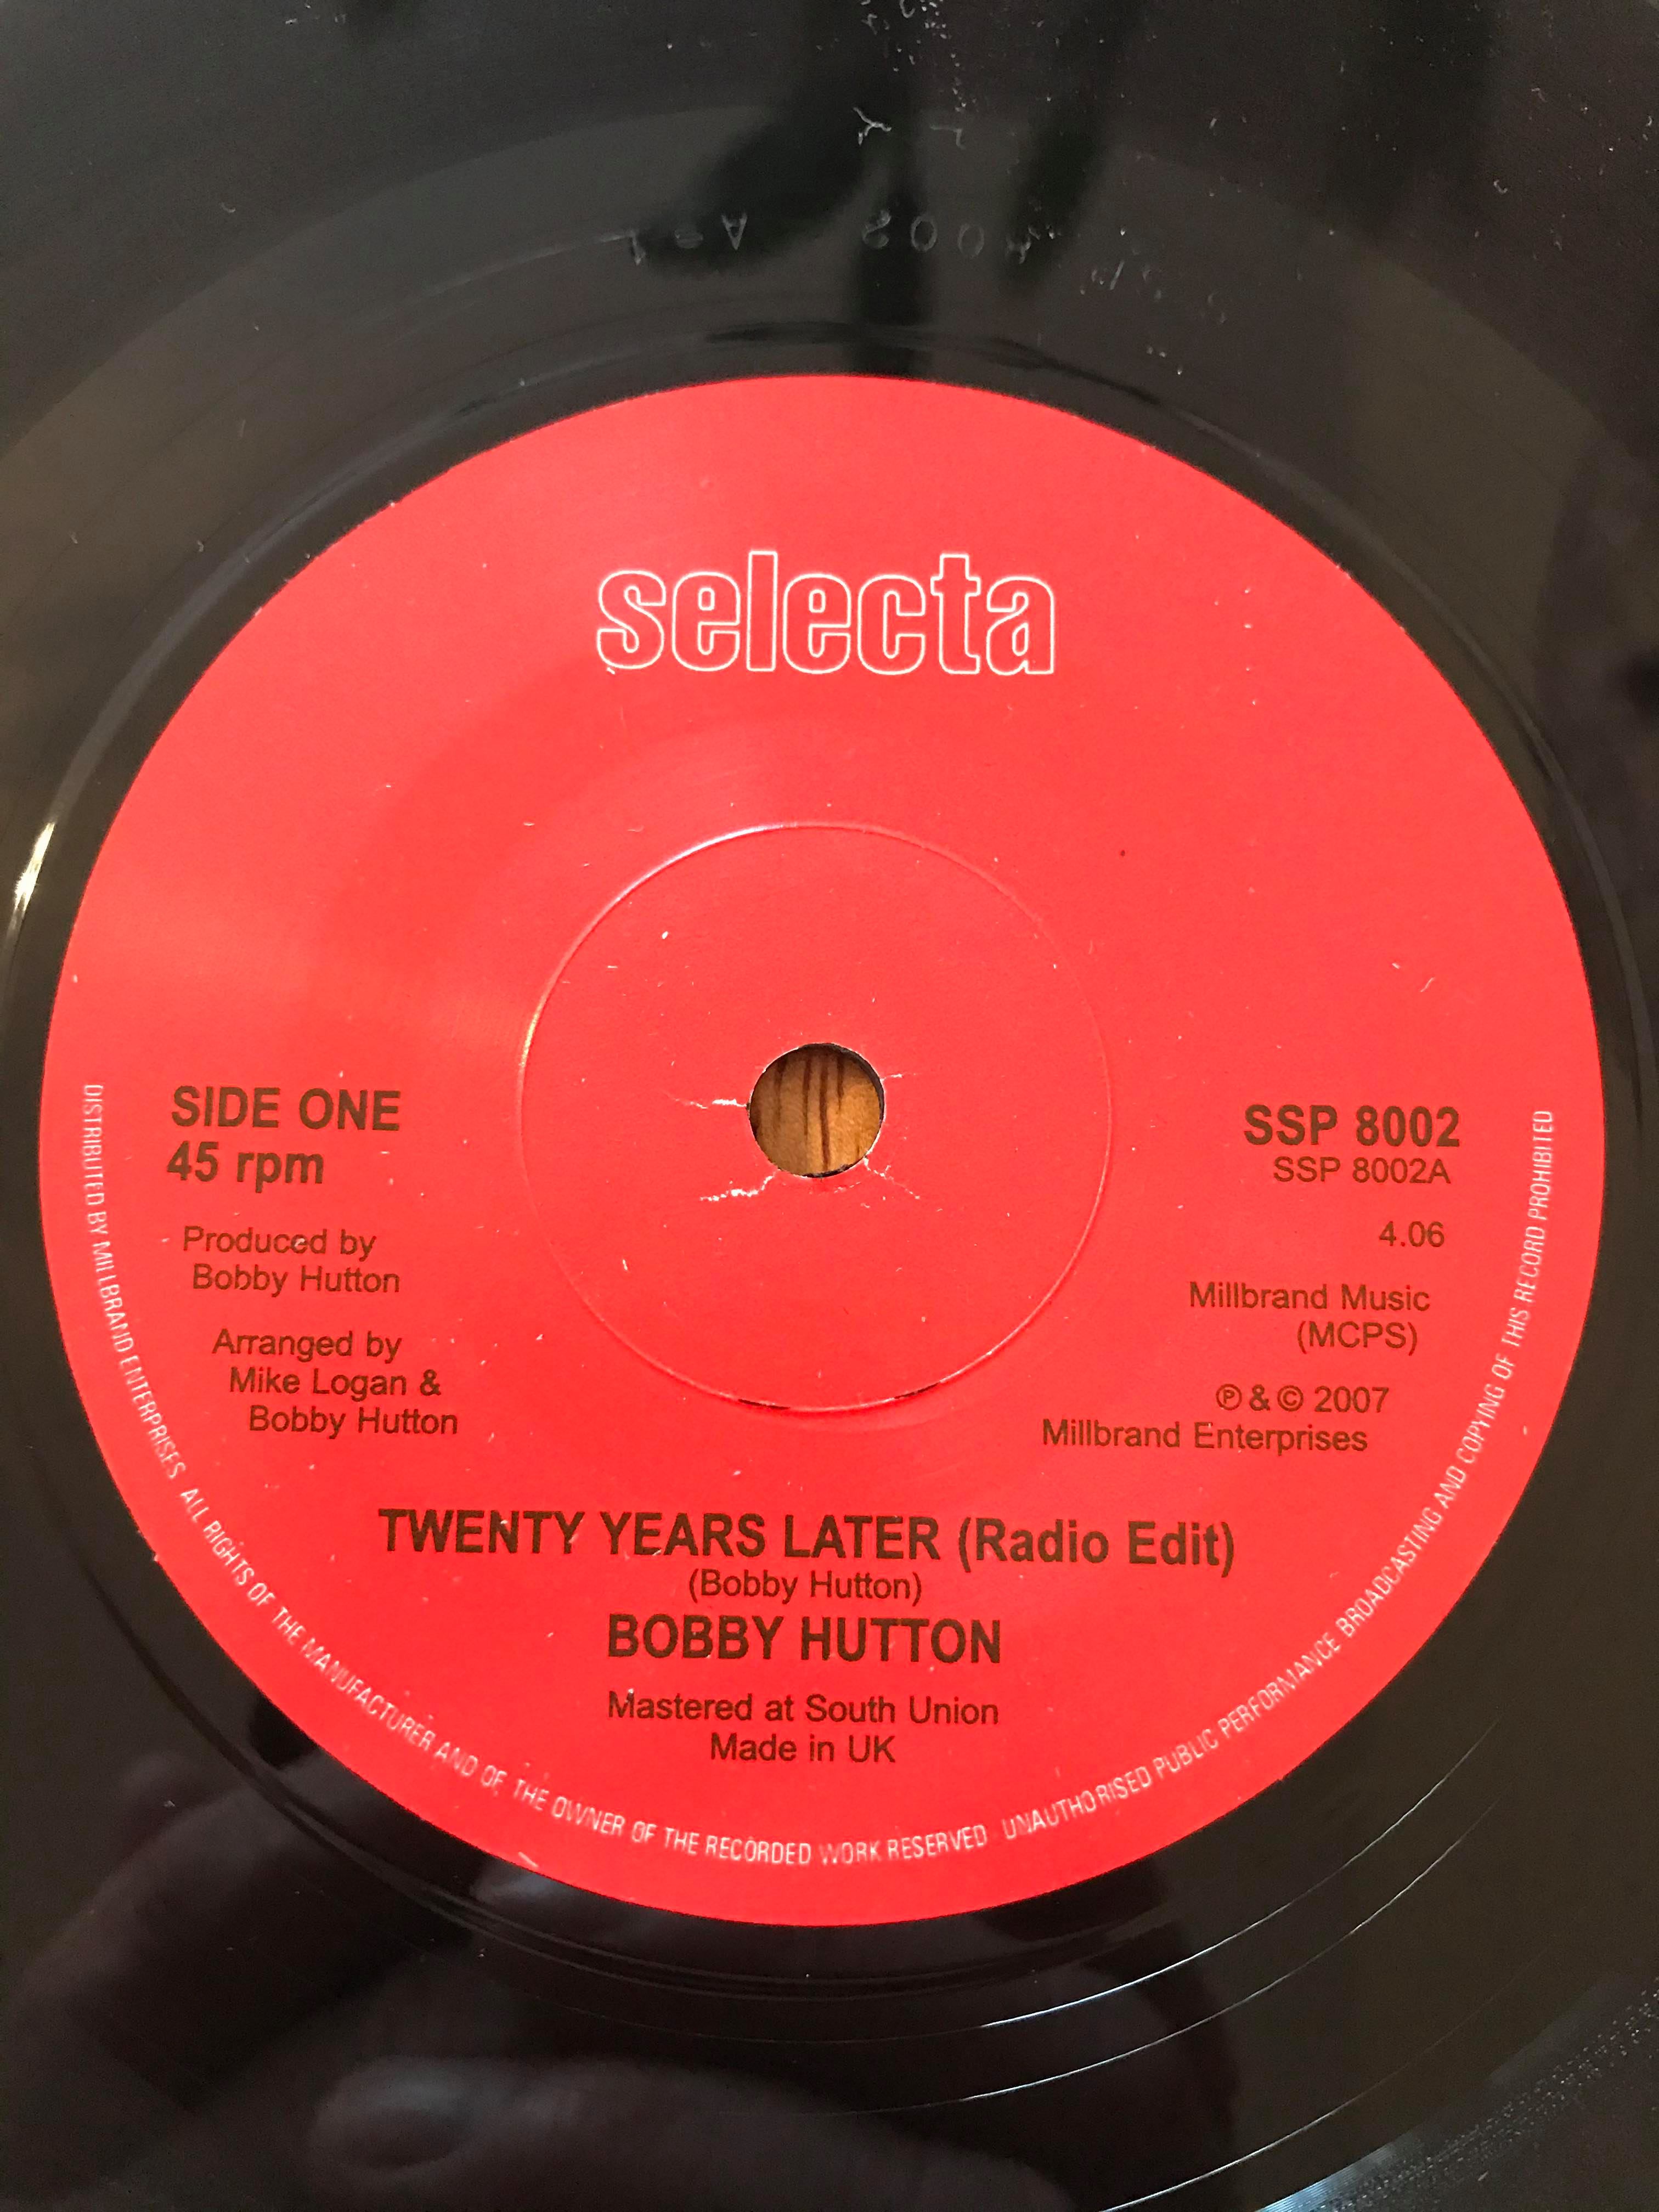 selecta
SIDE ONE
45 rpm
Produced by
Bobby Hutton
Arranged by
Mike Logan &
Bobby Hutton
SSP 8002
SSP 8002A
4.06
Millbrand Music
(MCPS)
℗ & © 2007
Millbrand Enterprises
TWENTY YEARS LATER (Radio Edit)
(Bobby Hutton)
BOBBY HUTTON
Mastered at South Union
Made in UK
DISTRIBUTED BY MILLBRAND ENTERPRISES ALL RIGHTS OF THE MANUFACTURER AND OF THE OWNER OF THE RECORDED WORK RESERVED UNAUTHORISED PUBLIC PERFORMANCE BROADCASTING AND COPYING OF THIS RECORD PROHIBITED